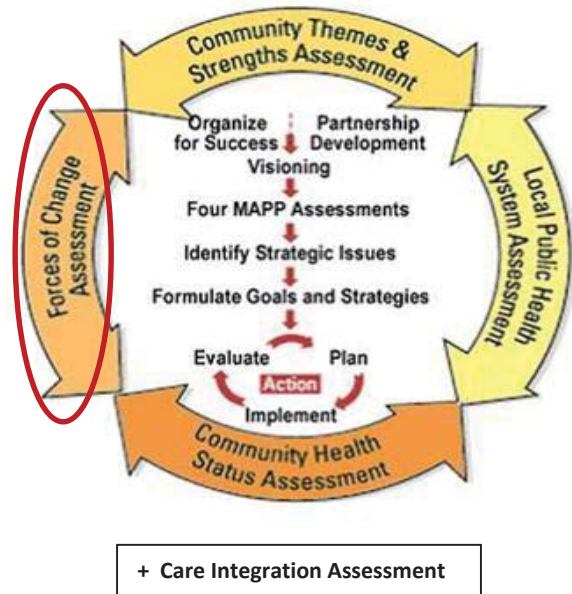 Community Themes &
Strengths Assessment
Forces of Change
Assessment
Local Public Health
System Assessment
Organize
for Success
Partnership
Development
Visioning
Four MAPP Assessments
Identify Strategic Issues
Formulate Goals and Strategies
Evaluate
Plan
Action
Implement
Community Health
Status Assessment
+ Care Integration Assessment